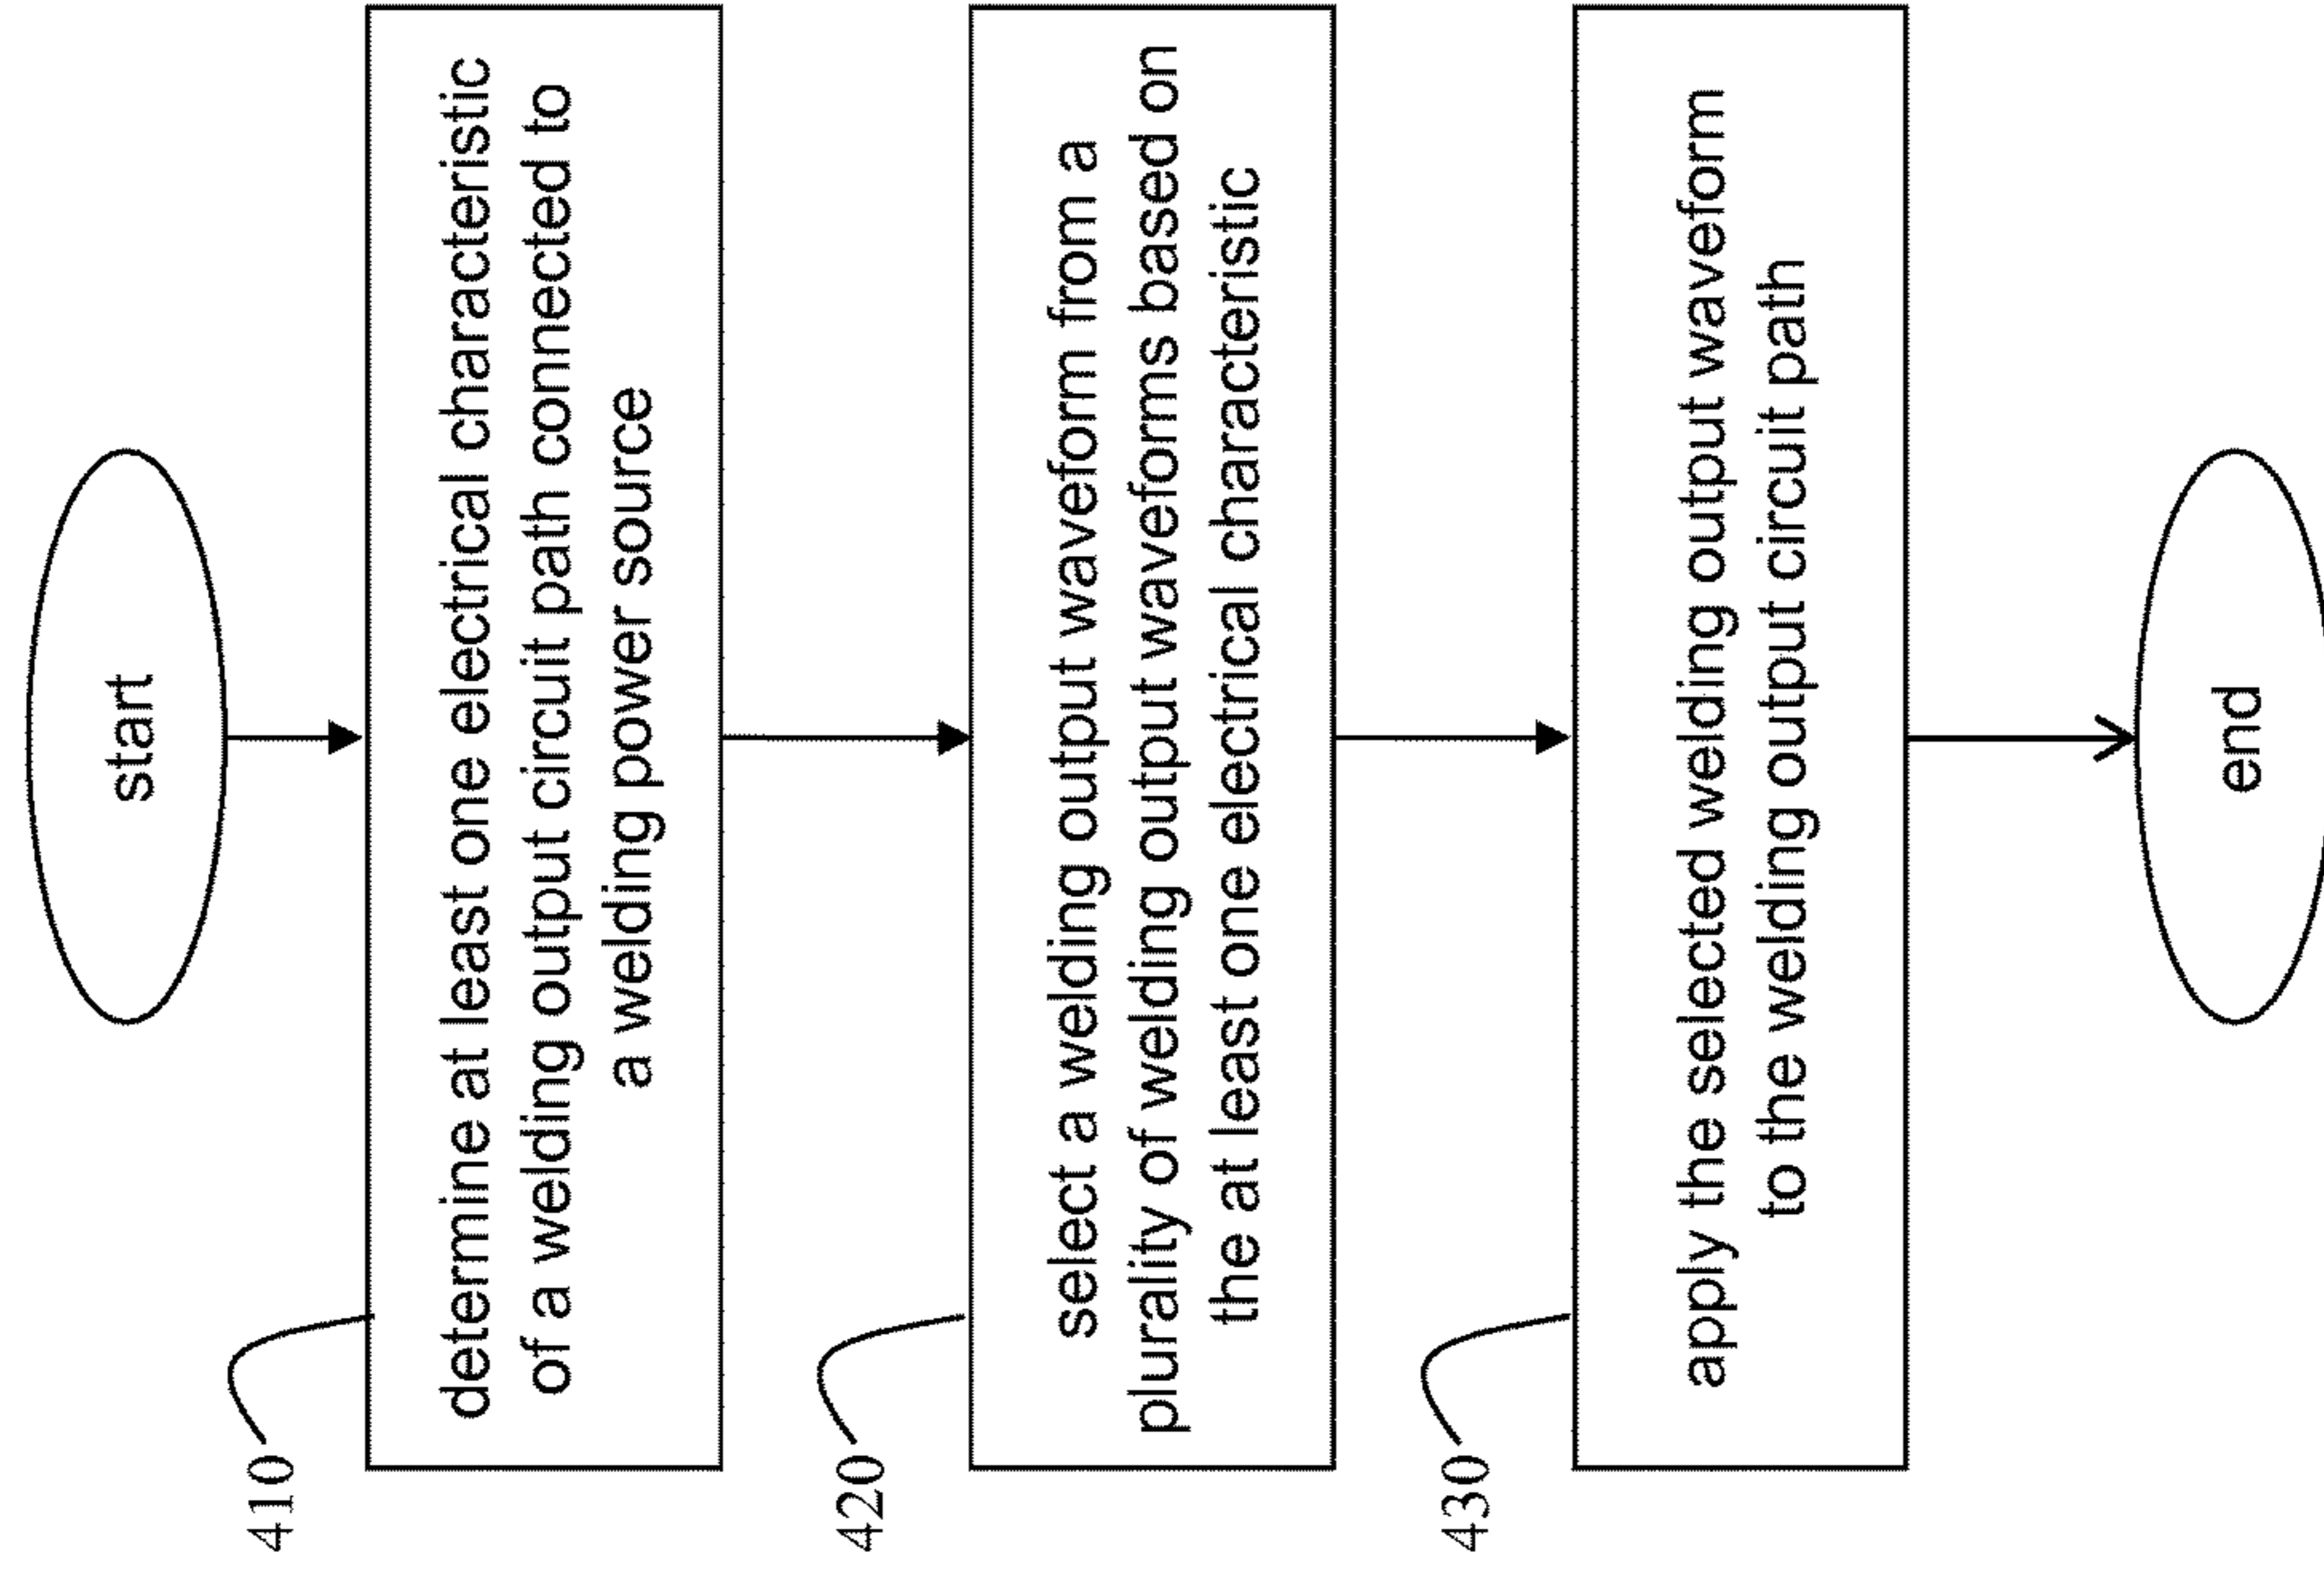 start
410
determine at least one electrical characteristic
of a welding output circuit path connected to
a welding power source
420
select a welding output waveform from a
plurality of welding output waveforms based on
the at least one electrical characteristic
430
apply the selected welding output waveform
to the welding output circuit path
end